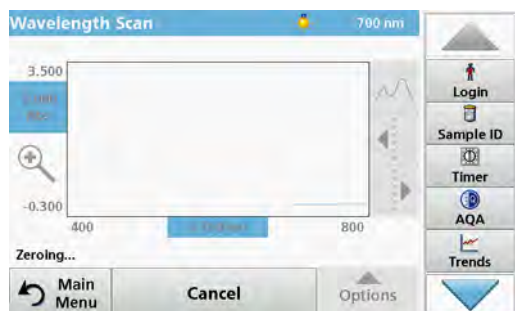 Wavelength Scan
790 nm
3.500
-0.300
400
800
Zeroing...
Main
Menu
Cancel
Options
Login
Sample ID
Timer
AQA
Trends